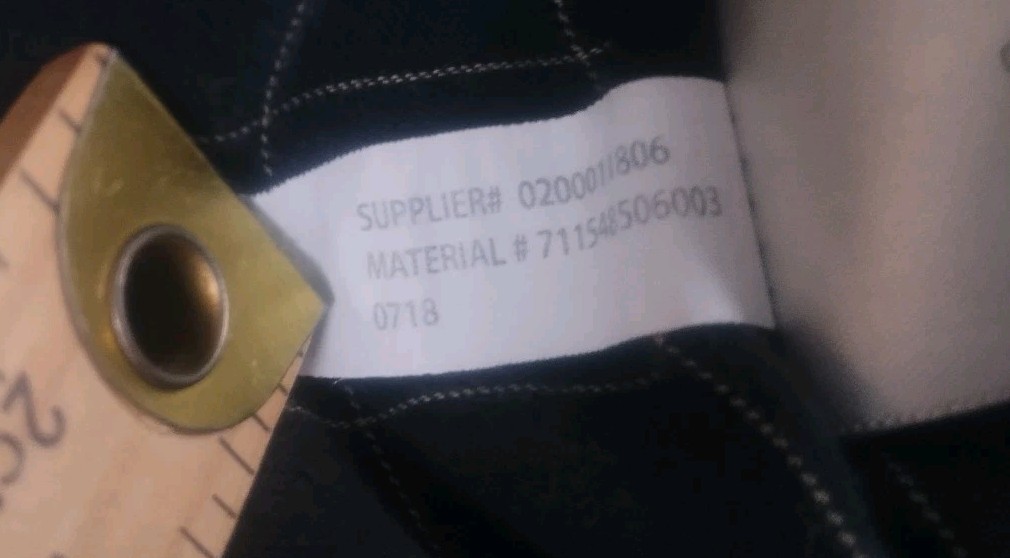 SUPPLIER# 0200011806
MATERIAL # 711548506003
0718